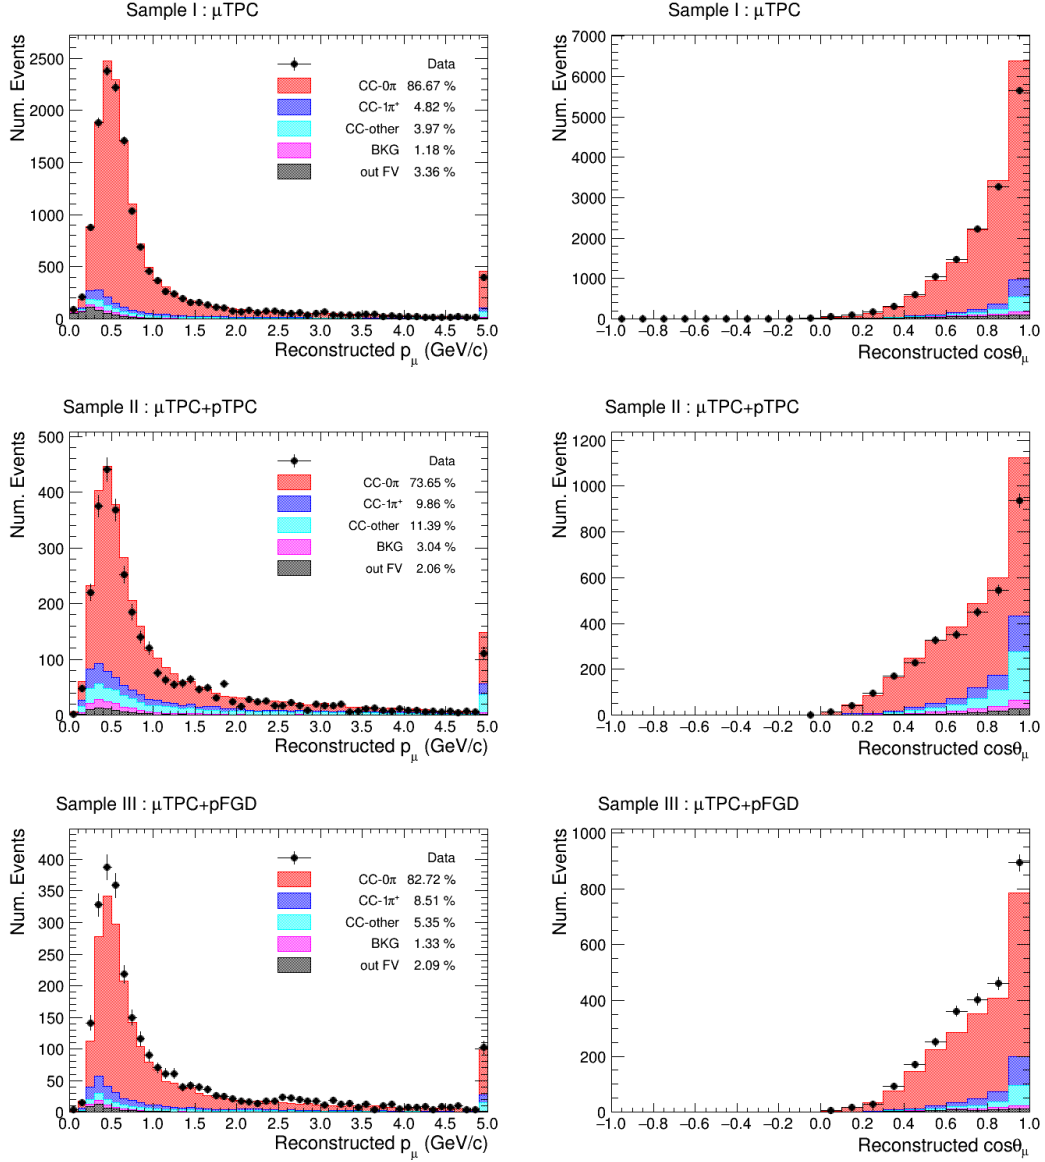 Sample I : μTPC
Num. Events
2500
2000
1500
1000
500
0
0.0 0.5 1.0 1.5 2.0 2.5 3.0 3.5 4.0 4.5 5.0
Reconstructed pμ (GeV/c)
Data
CC-0π 86.67 %
CC-1π⁺ 4.82 %
CC-other 3.97 %
BKG 1.18 %
out FV 3.36 %
Sample I : μTPC
Num. Events
7000
6000
5000
4000
3000
2000
1000
0
−1.0 −0.8 −0.6 −0.4 −0.2 0.0 0.2 0.4 0.6 0.8 1.0
Reconstructed cosθμ
Sample II : μTPC+pTPC
Num. Events
500
400
300
200
100
0
0.0 0.5 1.0 1.5 2.0 2.5 3.0 3.5 4.0 4.5 5.0
Reconstructed pμ (GeV/c)
Data
CC-0π 73.65 %
CC-1π⁺ 9.86 %
CC-other 11.39 %
BKG 3.04 %
out FV 2.06 %
Sample II : μTPC+pTPC
Num. Events
1200
1000
800
600
400
200
0
−1.0 −0.8 −0.6 −0.4 −0.2 0.0 0.2 0.4 0.6 0.8 1.0
Reconstructed cosθμ
Sample III : μTPC+pFGD
Num. Events
400
350
300
250
200
150
100
50
0
0.0 0.5 1.0 1.5 2.0 2.5 3.0 3.5 4.0 4.5 5.0
Reconstructed pμ (GeV/c)
Data
CC-0π 82.72 %
CC-1π⁺ 8.51 %
CC-other 5.35 %
BKG 1.33 %
out FV 2.09 %
Sample III : μTPC+pFGD
Num. Events
1000
800
600
400
200
0
−1.0 −0.8 −0.6 −0.4 −0.2 0.0 0.2 0.4 0.6 0.8 1.0
Reconstructed cosθμ